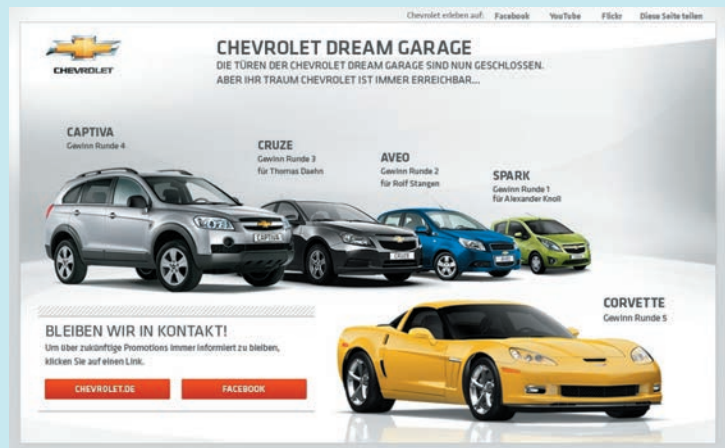 Chevrolet erleben auf: Facebook YouTube Flickr Diese Seite teilen
CHEVROLET
CHEVROLET DREAM GARAGE
DIE TÜREN DER CHEVROLET DREAM GARAGE SIND NUN GESCHLOSSEN.
ABER IHR TRAUM CHEVROLET IST IMMER ERREICHBAR...
CAPTIVA
Gewinn Runde 4
CRUZE
Gewinn Runde 3
für Thomas Daehn
AVEO
Gewinn Runde 2
für Rolf Stangen
SPARK
Gewinn Runde 1
für Alexander Knoll
CAPTIVA
CRUZE
CORVETTE
Gewinn Runde 5
BLEIBEN WIR IN KONTAKT!
Um über zukünftige Promotions immer informiert zu bleiben,
klicken Sie auf einen Link.
CHEVROLET.DE
FACEBOOK